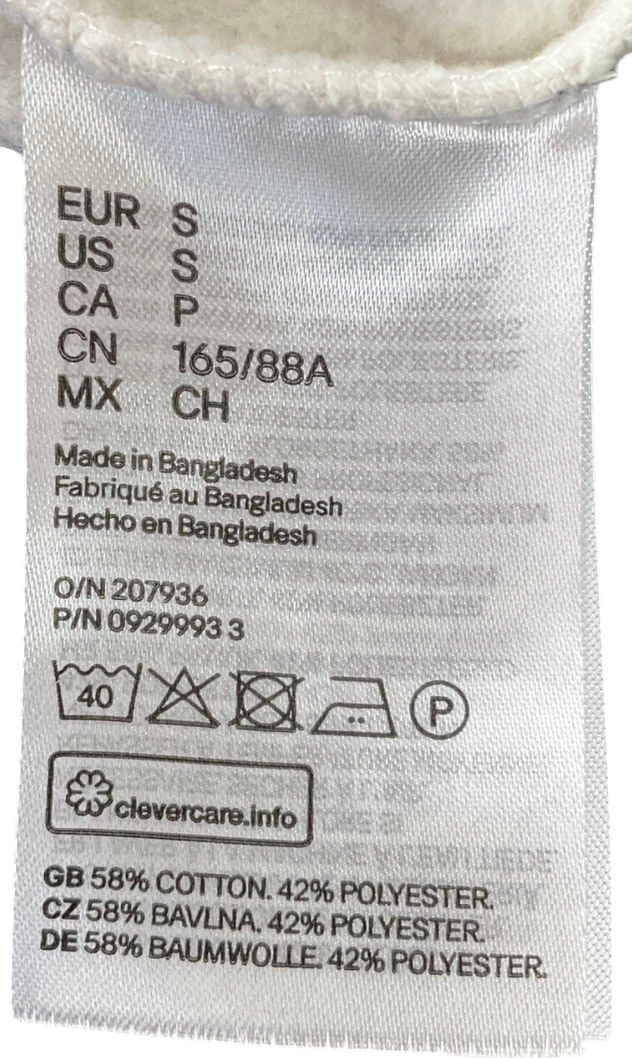 EUR S
US S
CA P
CN 165/88A
MX CH
Made in Bangladesh
Fabriqué au Bangladesh
Hecho en Bangladesh
O/N 207936
P/N 0929993 3
40 P
clevercare.info
GB 58% COTTON. 42% POLYESTER.
CZ 58% BAVLNA. 42% POLYESTER.
DE 58% BAUMWOLLE. 42% POLYESTER.